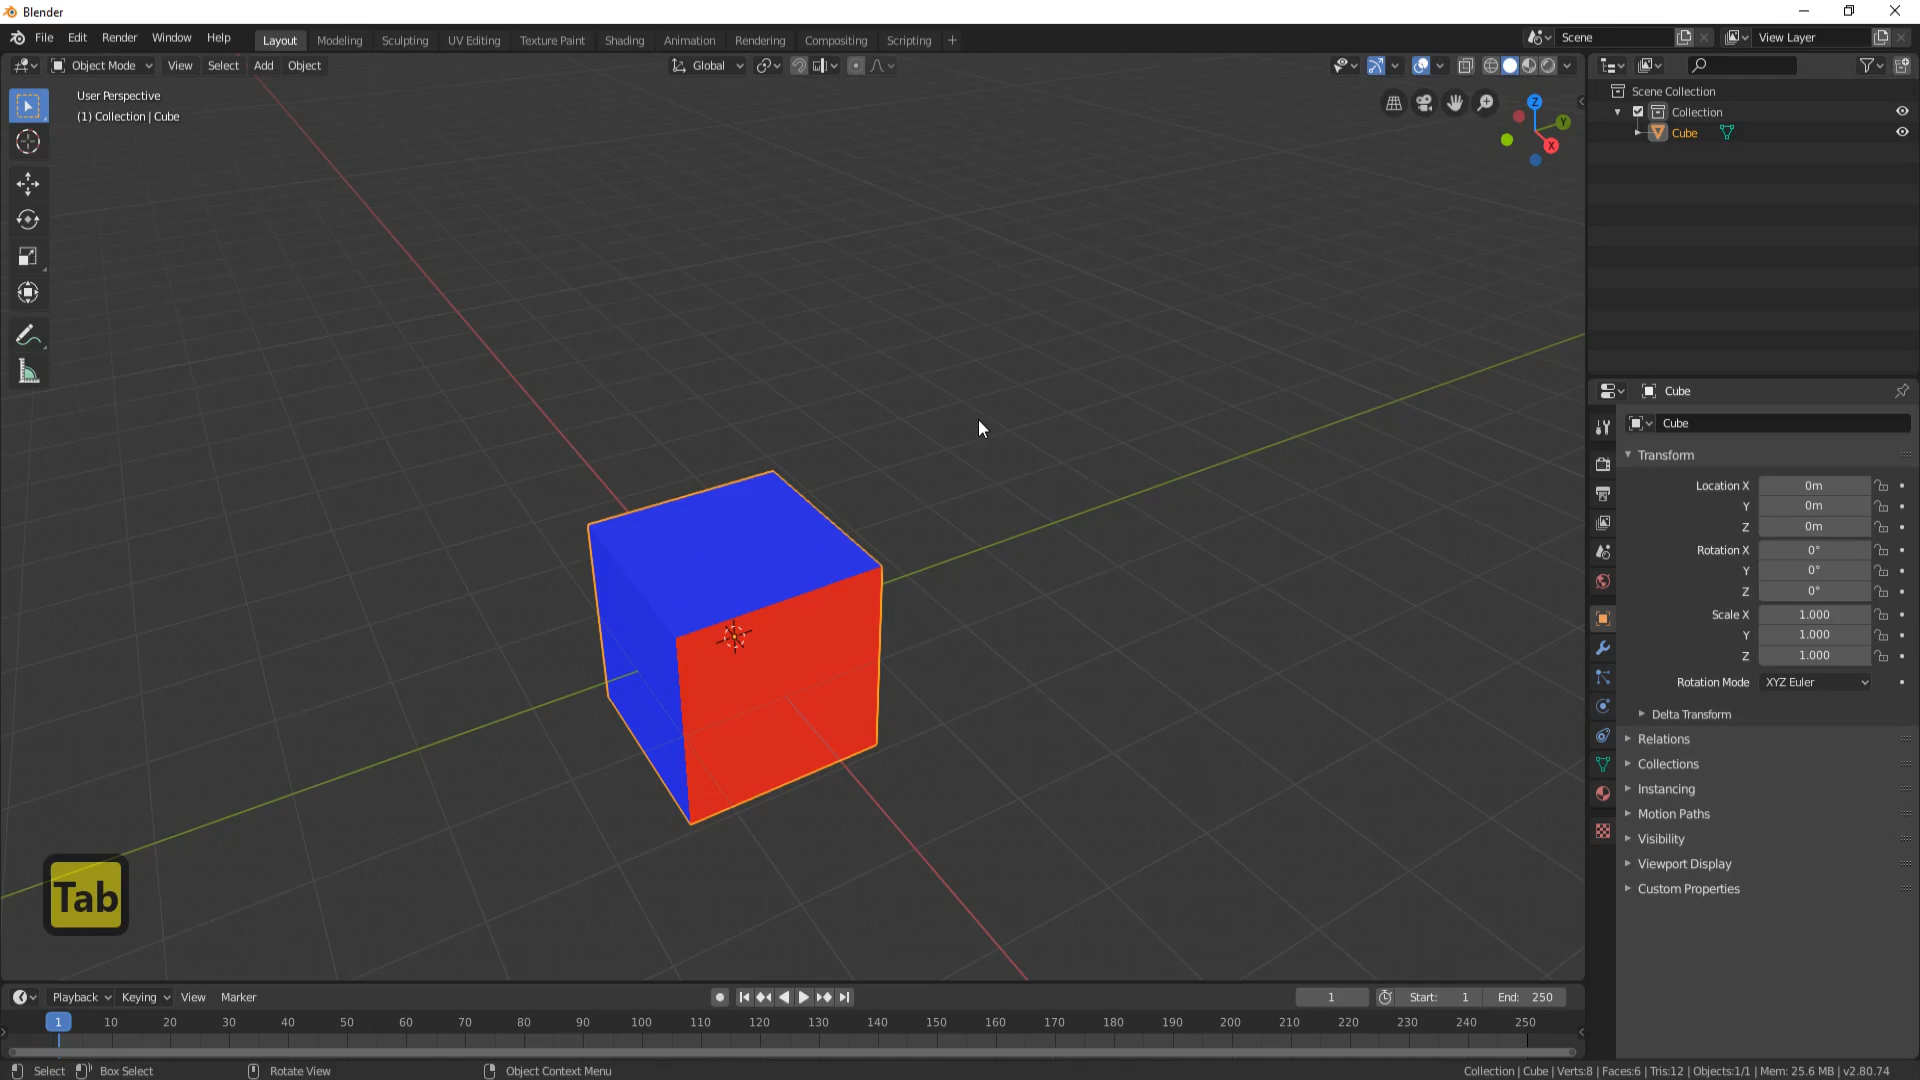 Blender
File Edit Render Window Help
Layout Modeling Sculpting UV Editing Texture Paint Shading Animation Rendering Compositing Scripting +
Scene
View Layer
Object Mode View Select Add Object
Global
User Perspective
(1) Collection | Cube
Z
Y
X
Scene Collection
Collection
Cube
Cube
Cube
Transform
Location X 0m
Y 0m
Z 0m
Rotation X 0°
Y 0°
Z 0°
Scale X 1.000
Y 1.000
Z 1.000
Rotation Mode XYZ Euler
Delta Transform
Relations
Collections
Instancing
Motion Paths
Visibility
Viewport Display
Custom Properties
Tab
Playback Keying View Marker
1 Start: 1 End: 250
1 10 20 30 40 50 60 70 80 90 100 110 120 130 140 150 160 170 180 190 200 210 220 230 240 250
Select Box Select Rotate View Object Context Menu
Collection | Cube | Verts:8 | Faces:6 | Tris:12 | Objects:1/1 | Mem: 25.6 MB | v2.80.74